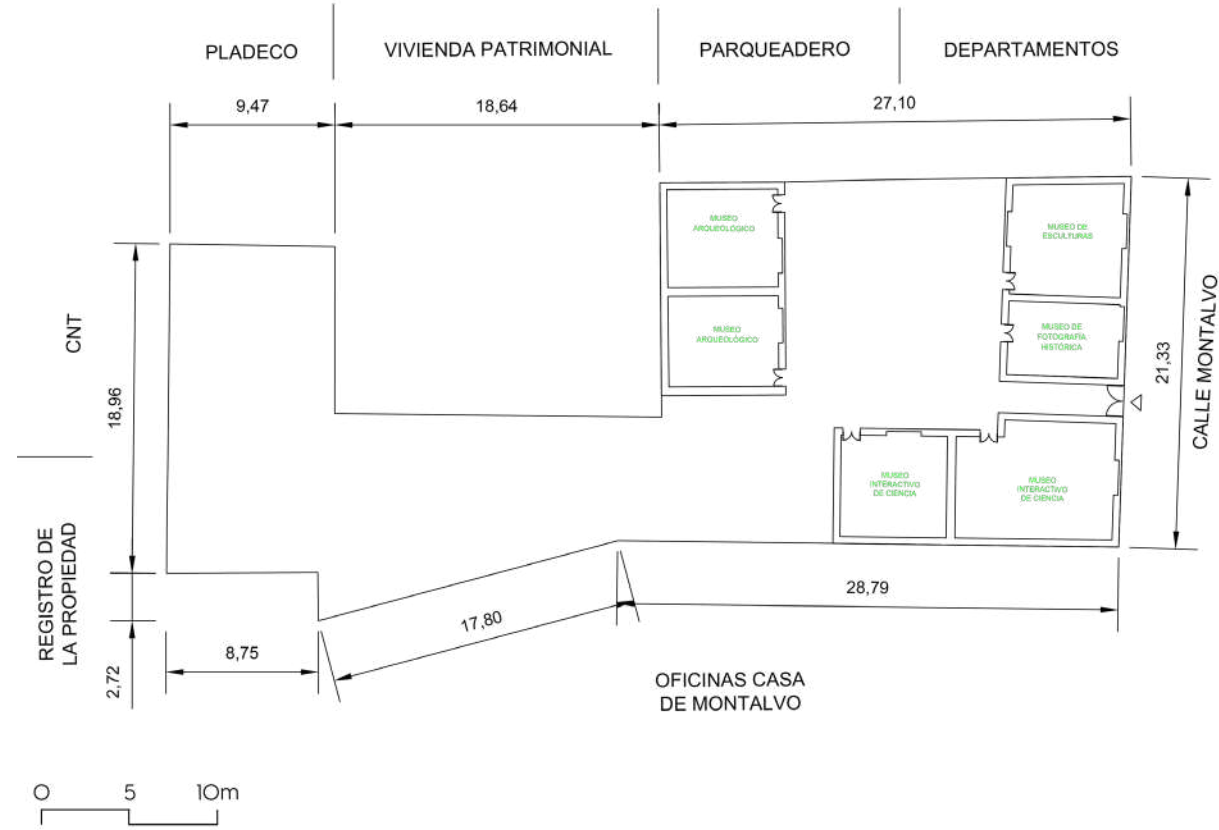 PLADECO
VIVIENDA PATRIMONIAL
PARQUEADERO
DEPARTAMENTOS
9,47
18,64
27,10
MUSEO
ARQUEOLÓGICO
MUSEO DE
ESCULTURAS
MUSEO
ARQUEOLÓGICO
MUSEO DE
FOTOGRAFÍA
HISTÓRICA
CNT
18,96
21,33
CALLE MONTALVO
MUSEO
INTERACTIVO
DE CIENCIA
MUSEO
INTERACTIVO
DE CIENCIA
REGISTRO DE
LA PROPIEDAD
2,72
8,75
17,80
28,79
OFICINAS CASA
DE MONTALVO
0 5 10m